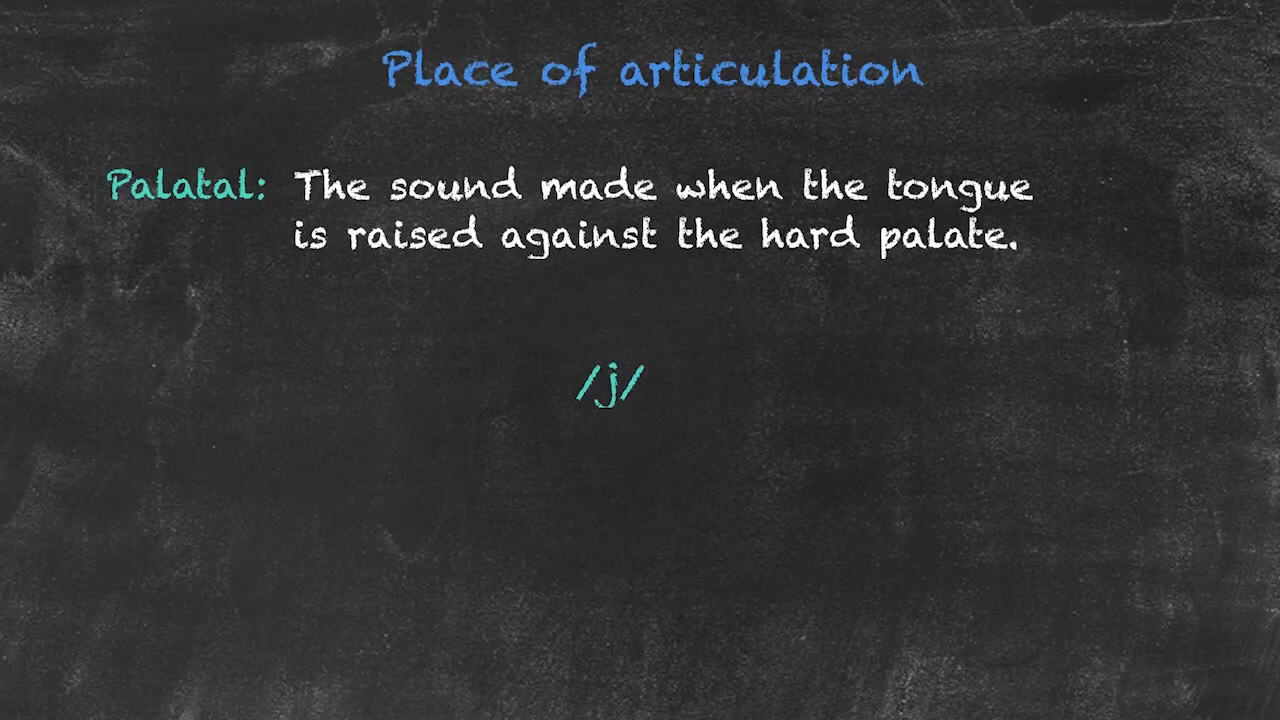 Place of articulation
Palatal: The sound made when the tongue
is raised against the hard palate.
/j/